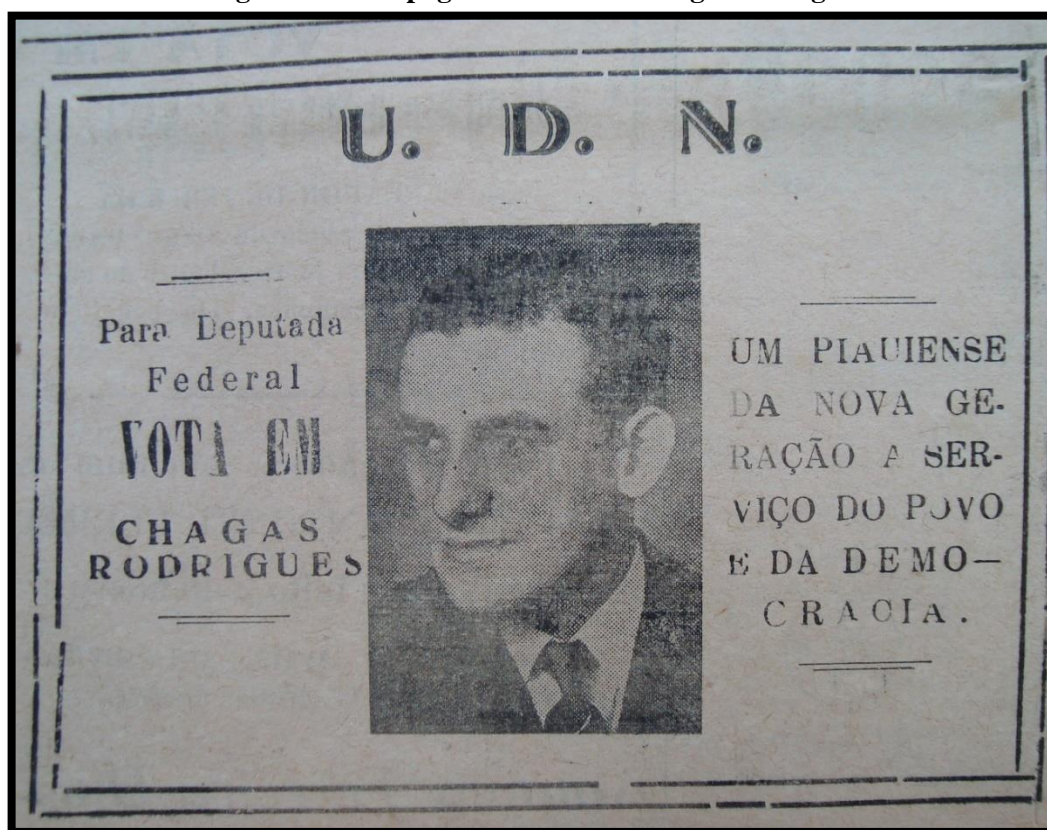 U. D. N.
Para Deputada
Federal
VOTA EM
CHAGAS
RODRIGUES
UM PIAUIENSE
DA NOVA GE-
RAÇÃO A SER-
VIÇO DO POVO
E DA DEMO—
CRACIA.